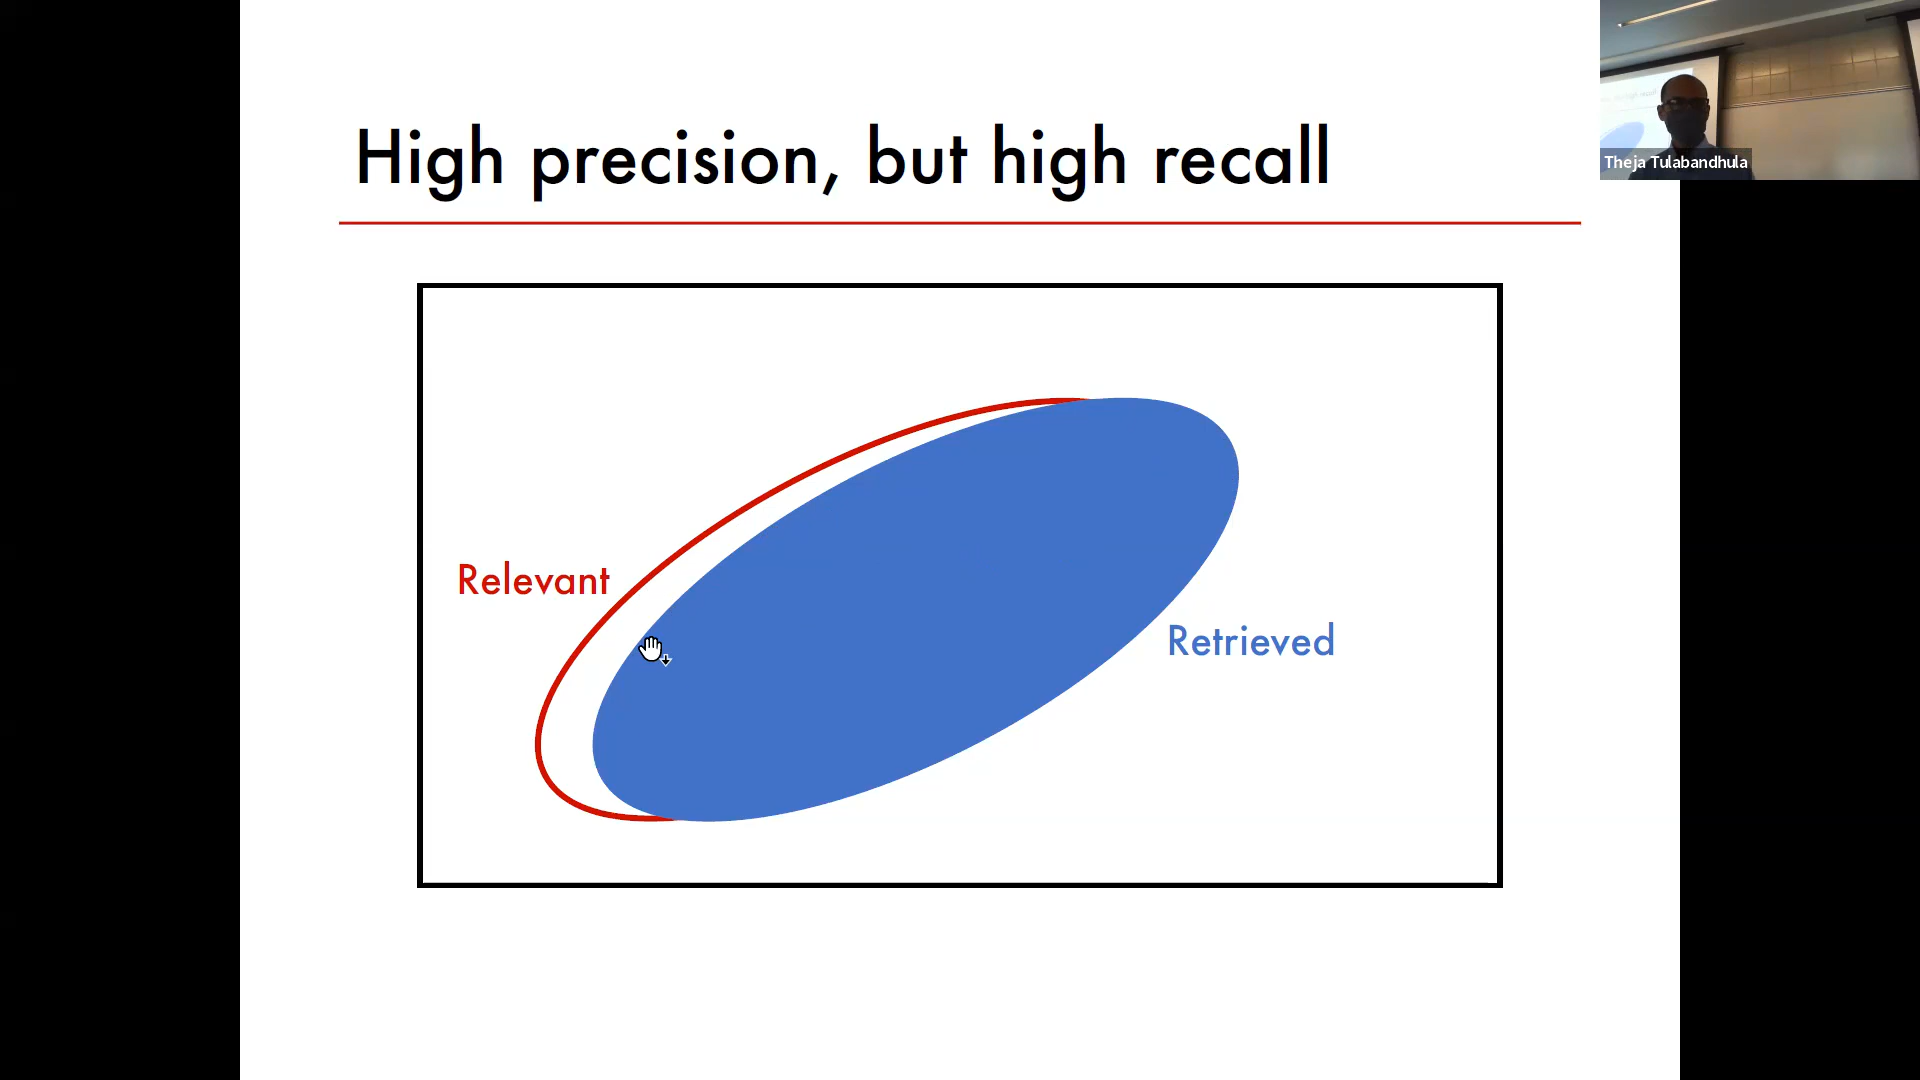 High precision, but high recall
Theja Tulabandhula
Relevant
Retrieved